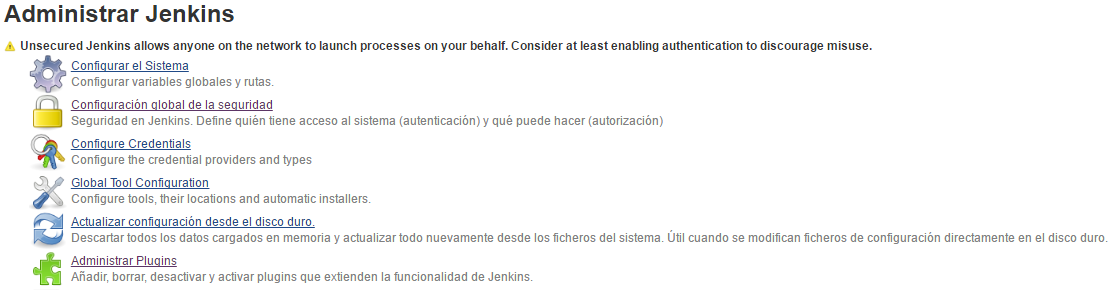 Administrar Jenkins
Unsecured Jenkins allows anyone on the network to launch processes on your behalf. Consider at least enabling authentication to discourage misuse.
Configurar el Sistema
Configurar variables globales y rutas.
Configuración global de la seguridad
Seguridad en Jenkins. Define quién tiene acceso al sistema (autenticación) y qué puede hacer (autorización)
Configure Credentials
Configure the credential providers and types
Global Tool Configuration
Configure tools, their locations and automatic installers.
Actualizar configuración desde el disco duro.
Descartar todos los datos cargados en memoria y actualizar todo nuevamente desde los ficheros del sistema. Útil cuando se modifican ficheros de configuración directamente en el disco duro.
Administrar Plugins
Añadir, borrar, desactivar y activar plugins que extienden la funcionalidad de Jenkins.